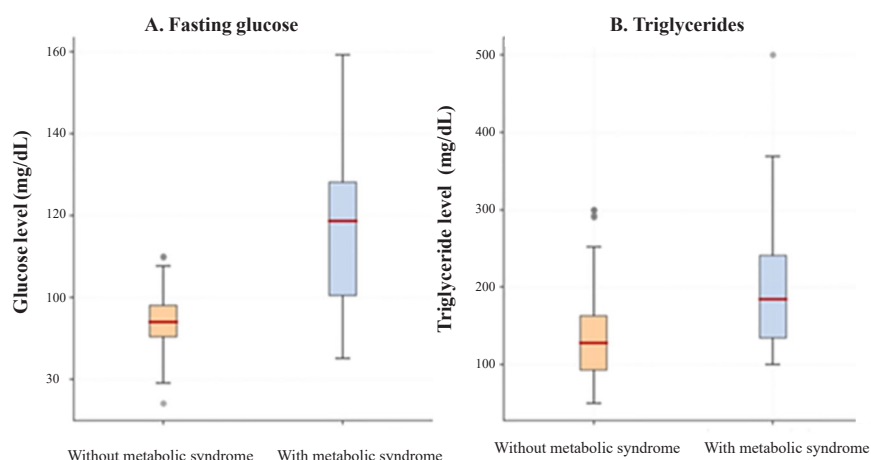 A. Fasting glucose
Glucose level (mg/dL)
160
140
120
100
30
Without metabolic syndrome
With metabolic syndrome
B. Triglycerides
Triglyceride level (mg/dL)
500
400
300
200
100
Without metabolic syndrome
With metabolic syndrome